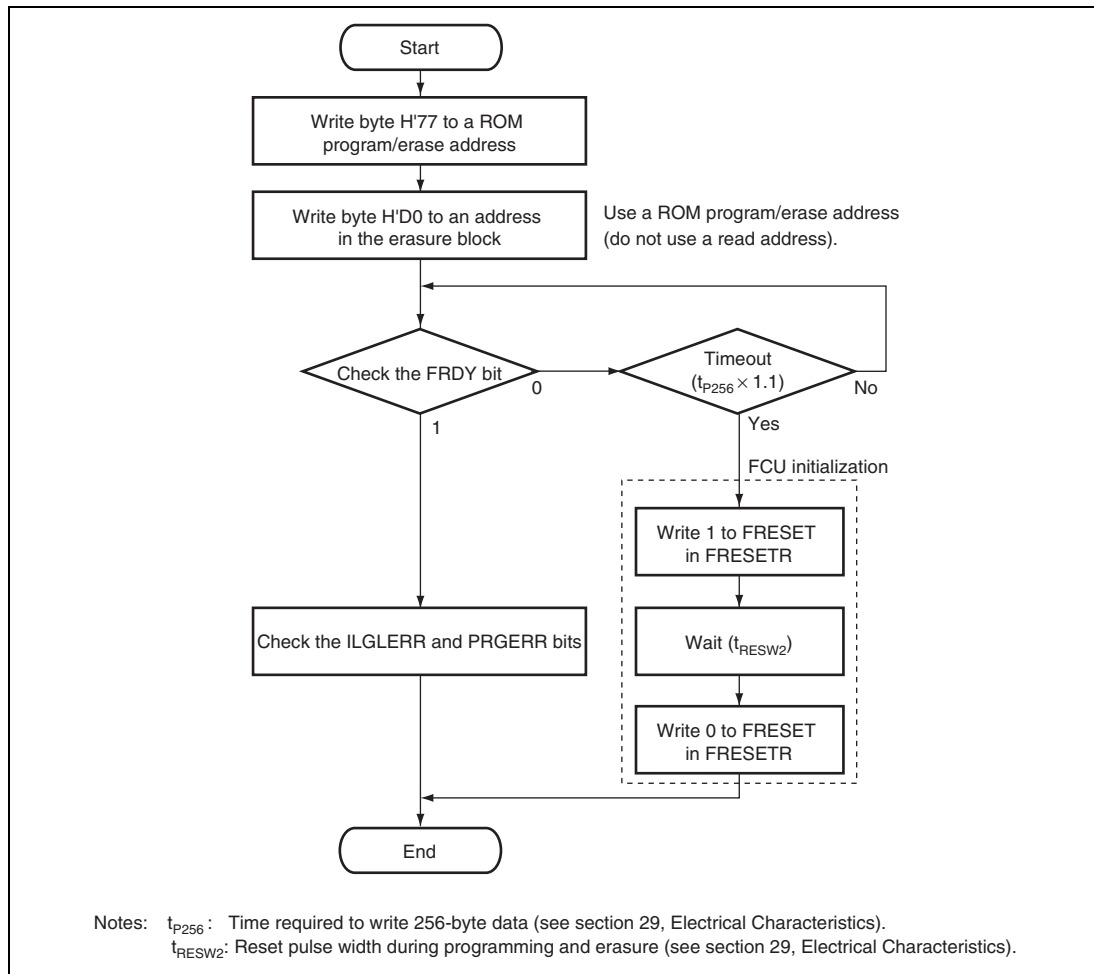 Start
Write byte H'77 to a ROM
program/erase address
Write byte H'D0 to an address
in the erasure block
Use a ROM program/erase address
(do not use a read address).
Check the FRDY bit
0
1
Timeout
(tP256 × 1.1)
No
Yes
FCU initialization
Write 1 to FRESET
in FRESETR
Check the ILGLERR and PRGERR bits
Wait (tRESW2)
Write 0 to FRESET
in FRESETR
End
Notes: tP256 : Time required to write 256-byte data (see section 29, Electrical Characteristics).
tRESW2: Reset pulse width during programming and erasure (see section 29, Electrical Characteristics).